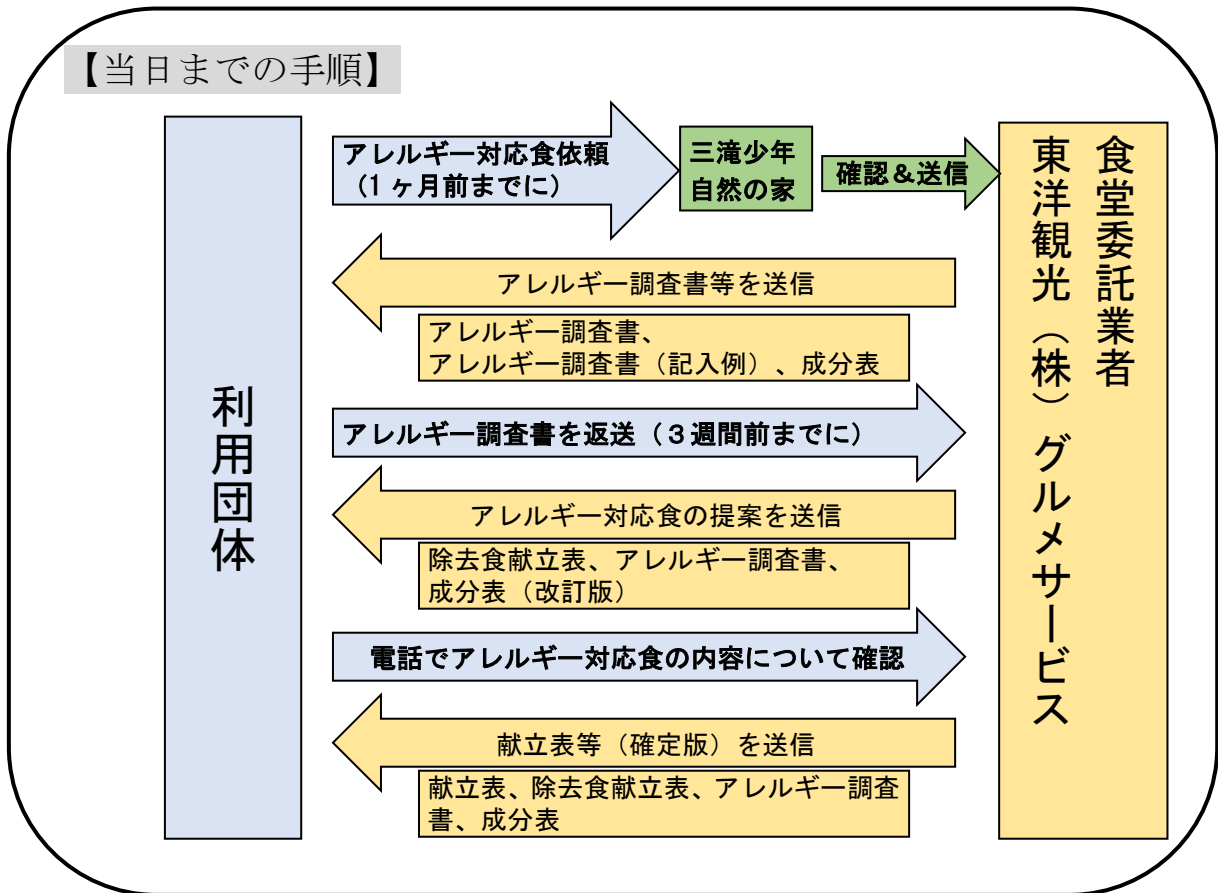 【当日までの手順】
アレルギー対応食依頼
(1ヶ月前までに)
三滝少年
自然の家
確認&送信
アレルギー調査書等を送信
アレルギー調査書、
アレルギー調査書(記入例)、成分表
アレルギー調査書を返送(3週間前までに)
アレルギー対応食の提案を送信
除去食献立表、アレルギー調査書、
成分表(改訂版)
電話でアレルギー対応食の内容について確認
献立表等(確定版)を送信
献立表、除去食献立表、アレルギー調査
書、成分表
利用団体
食堂委託業者
東洋観光(株)グルメサービス